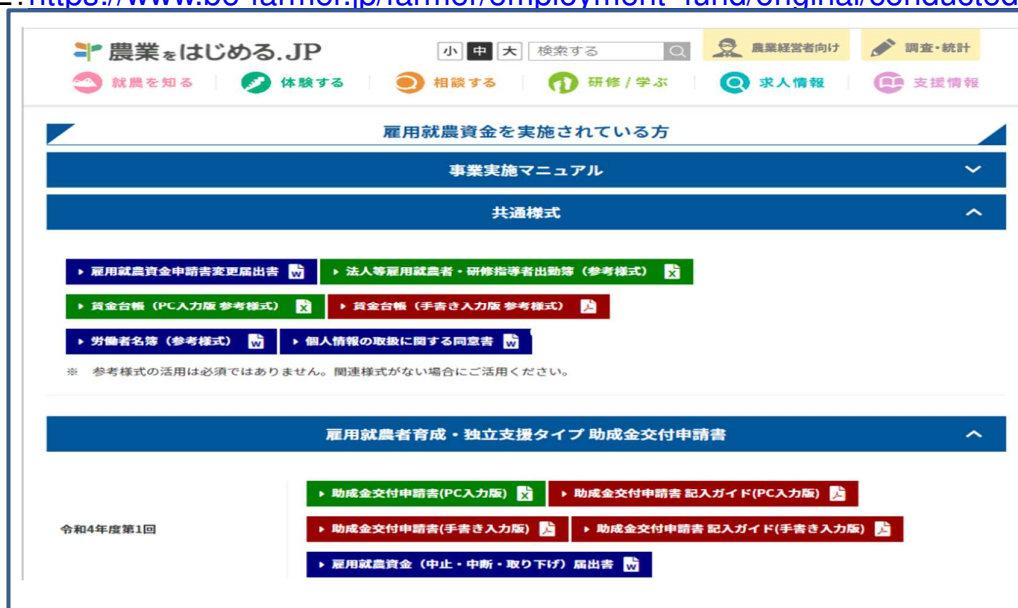 https://www.be-farmer.jp/farmer/employment_fund/original/conducted
農業をはじめる.JP 小 中 大 検索する 農業経営者向け 調査・統計
就農を知る 体験する 相談する 研修/学ぶ 求人情報 支援情報
雇用就農資金を実施されている方
事業実施マニュアル
共通様式
雇用就農資金申請書変更届出書 法人等雇用就農者・研修指導者出勤簿（参考様式）
賃金台帳（PC入力版 参考様式） 賃金台帳（手書き入力版 参考様式）
労働者名簿（参考様式） 個人情報の取扱に関する同意書
※ 参考様式の活用は必須ではありません。関連様式がない場合にご活用ください。
雇用就農者育成・独立支援タイプ 助成金交付申請書
助成金交付申請書(PC入力版) 助成金交付申請書 記入ガイド(PC入力版)
令和4年度第1回 助成金交付申請書(手書き入力版) 助成金交付申請書 記入ガイド(手書き入力版)
雇用就農資金（中止・中断・取り下げ）届出書